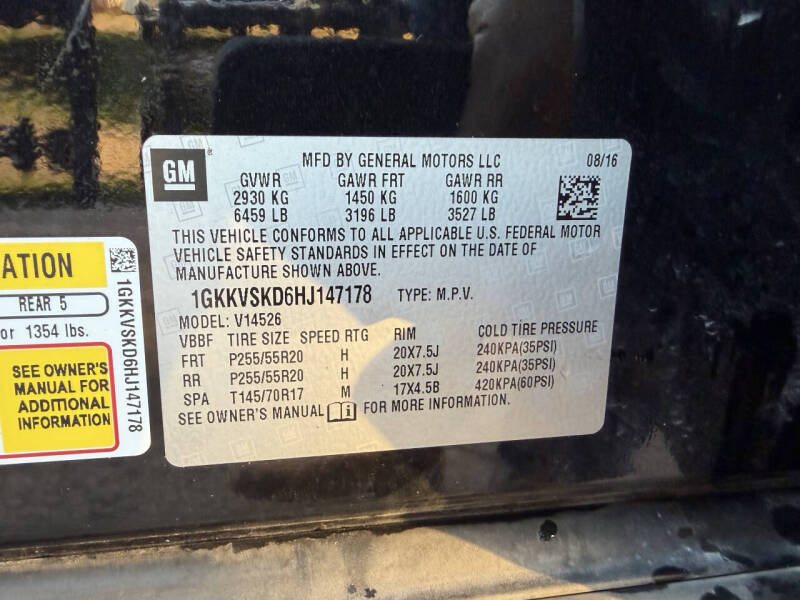 GM
MFD BY GENERAL MOTORS LLC 08/16
GVWR GAWR FRT GAWR RR
2930 KG 1450 KG 1600 KG
6459 LB 3196 LB 3527 LB
THIS VEHICLE CONFORMS TO ALL APPLICABLE U.S. FEDERAL MOTOR
VEHICLE SAFETY STANDARDS IN EFFECT ON THE DATE OF
MANUFACTURE SHOWN ABOVE.
1GKKVSKD6HJ147178 TYPE: M.P.V.
MODEL: V14526
VBBF TIRE SIZE SPEED RTG RIM COLD TIRE PRESSURE
FRT P255/55R20 H 20X7.5J 240KPA(35PSI)
RR P255/55R20 H 20X7.5J 240KPA(35PSI)
SPA T145/70R17 M 17X4.5B 420KPA(60PSI)
SEE OWNER'S MANUAL i FOR MORE INFORMATION.
ATION
REAR 5
or 1354 lbs.
SEE OWNER'S
MANUAL FOR
ADDITIONAL
INFORMATION
1GKKVSKD6HJ147178